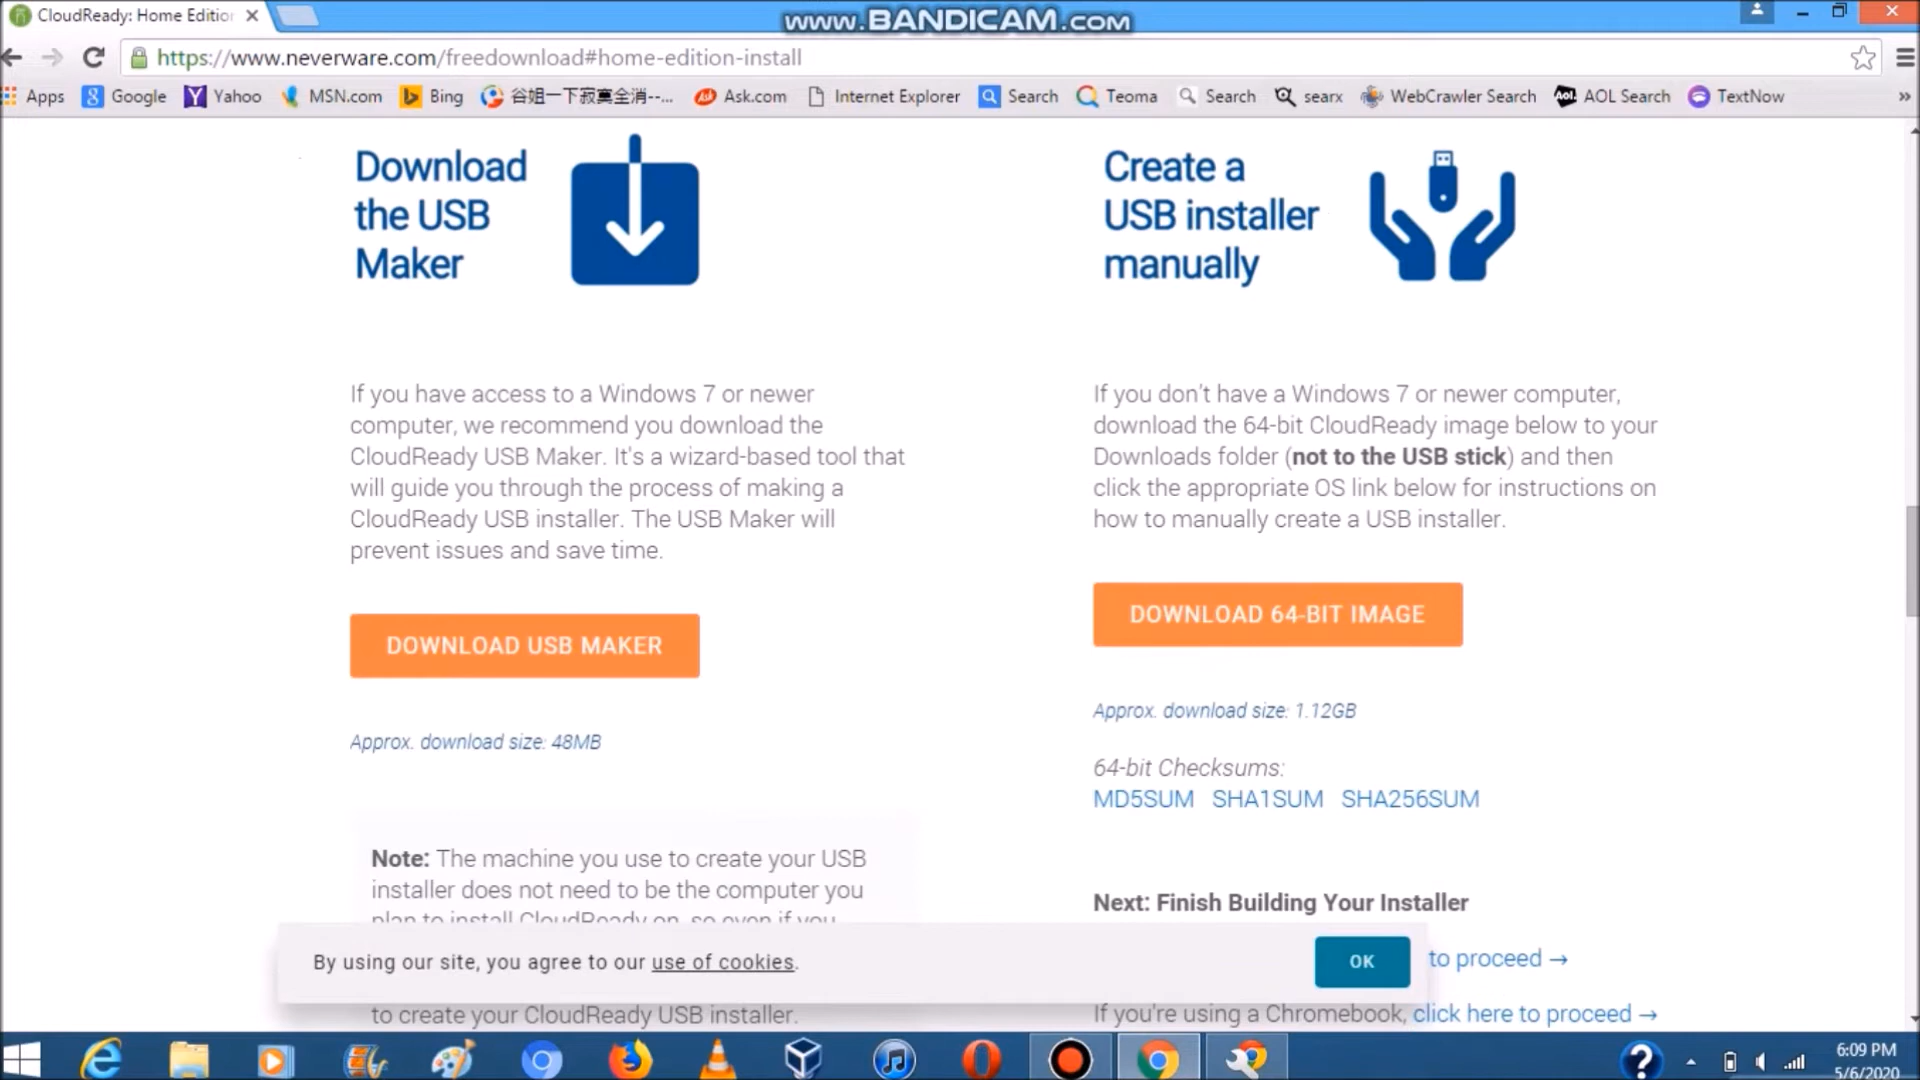 CloudReady: Home Editio
www.BANDICAM.com
https://www.neverware.com/freedownload#home-edition-install
Apps Google Yahoo MSN.com Bing 谷姐一下寂寞全消--... Ask.com Internet Explorer Search Teoma Search searx WebCrawler Search Aol. AOL Search TextNow »
Download
the USB
Maker
If you have access to a Windows 7 or newer
computer, we recommend you download the
CloudReady USB Maker. It's a wizard-based tool that
will guide you through the process of making a
CloudReady USB installer. The USB Maker will
prevent issues and save time.
DOWNLOAD USB MAKER
Approx. download size: 48MB
Note: The machine you use to create your USB
installer does not need to be the computer you
plan to install CloudReady on, so even if you
to create your CloudReady USB installer.
Create a
USB installer
manually
If you don't have a Windows 7 or newer computer,
download the 64-bit CloudReady image below to your
Downloads folder (not to the USB stick) and then
click the appropriate OS link below for instructions on
how to manually create a USB installer.
DOWNLOAD 64-BIT IMAGE
Approx. download size: 1.12GB
64-bit Checksums:
MD5SUM SHA1SUM SHA256SUM
Next: Finish Building Your Installer
to proceed →
If you're using a Chromebook, click here to proceed →
By using our site, you agree to our use of cookies.
OK
6:09 PM
5/6/2020